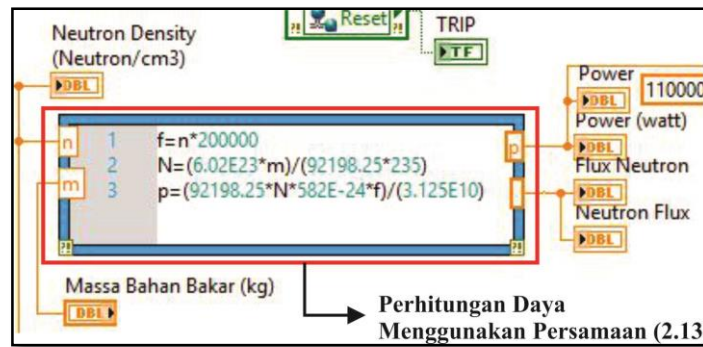 Reset
TRIP
TF
Neutron Density
(Neutron/cm3)
DBL
Power
110000
DBL
Power (watt)
DBL
Flux Neutron
DBL
Neutron Flux
DBL
n
m
1 f=n*200000
2 N=(6.02E23*m)/(92198.25*235)
3 p=(92198.25*N*582E-24*f)/(3.125E10)
p
Massa Bahan Bakar (kg)
DBL
Perhitungan Daya
Menggunakan Persamaan (2.13